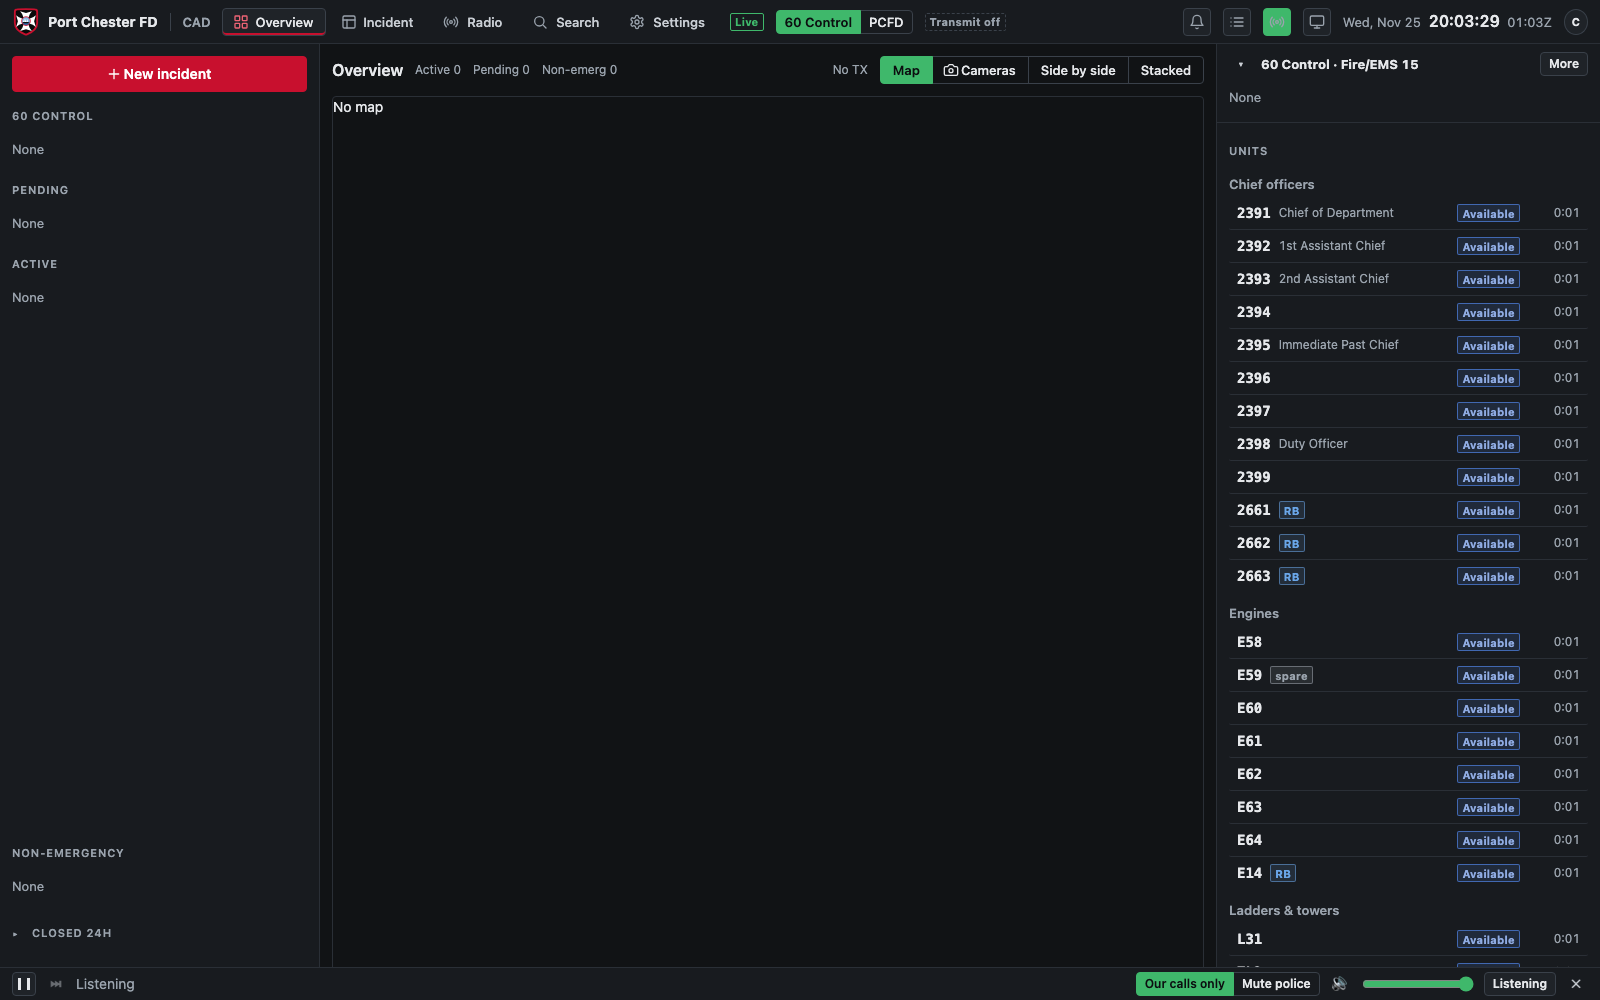 Port Chester FD CAD Overview Incident Radio Search Settings Live 60 Control PCFD Transmit off Wed, Nov 25 20:03:29 01:03Z C
+ New incident
60 CONTROL
None
PENDING
None
ACTIVE
None
NON-EMERGENCY
None
CLOSED 24H
Overview Active 0 Pending 0 Non-emerg 0 No TX Map Cameras Side by side Stacked
No map
60 Control · Fire/EMS 15 More
None
UNITS
Chief officers
2391 Chief of Department Available 0:01
2392 1st Assistant Chief Available 0:01
2393 2nd Assistant Chief Available 0:01
2394 Available 0:01
2395 Immediate Past Chief Available 0:01
2396 Available 0:01
2397 Available 0:01
2398 Duty Officer Available 0:01
2399 Available 0:01
2661 RB Available 0:01
2662 RB Available 0:01
2663 RB Available 0:01
Engines
E58 Available 0:01
E59 spare Available 0:01
E60 Available 0:01
E61 Available 0:01
E62 Available 0:01
E63 Available 0:01
E64 Available 0:01
E14 RB Available 0:01
Ladders & towers
L31 Available 0:01
Listening Our calls only Mute police Listening